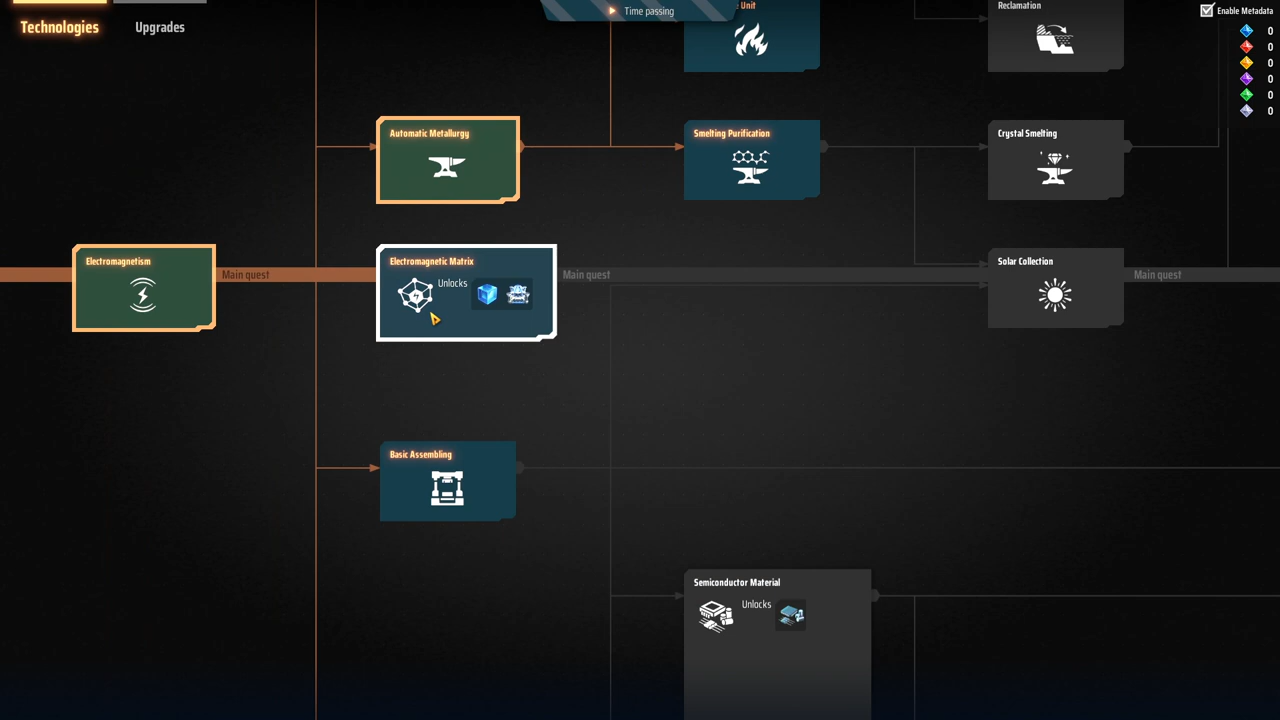 Technologies
Upgrades
Time passing
Unit
Reclamation
Enable Metadata
0
0
0
0
0
0
Automatic Metallurgy
Smelting Purification
Crystal Smelting
Electromagnetism
Main quest
Electromagnetic Matrix
Unlocks
Main quest
Solar Collection
Main quest
Basic Assembling
Semiconductor Material
Unlocks